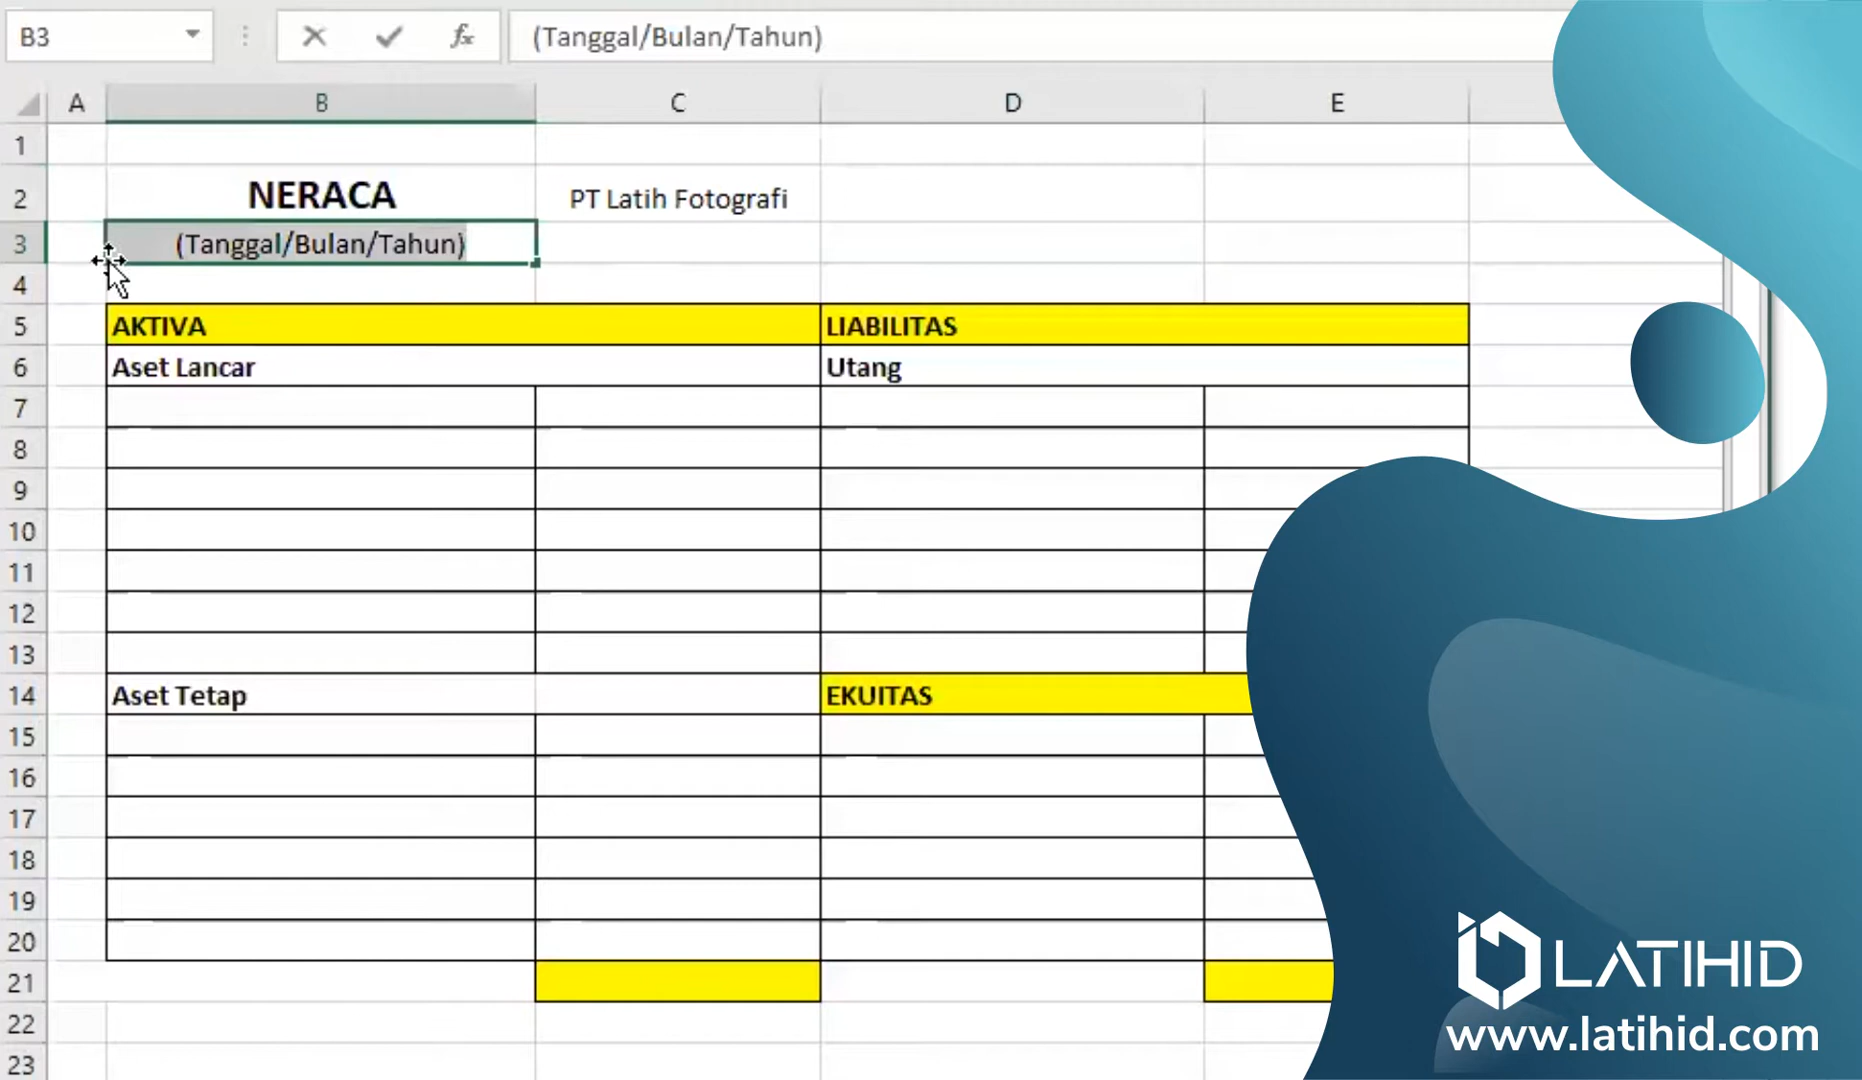 B3 fx (Tanggal/Bulan/Tahun)
A B C D E
1
2 NERACA PT Latih Fotografi
3 (Tanggal/Bulan/Tahun)
4
5 AKTIVA LIABILITAS
6 Aset Lancar Utang
7
8
9
10
11
12
13
14 Aset Tetap EKUITAS
15
16
17
18
19
20
21
22
23
LATIHID
www.latihid.com